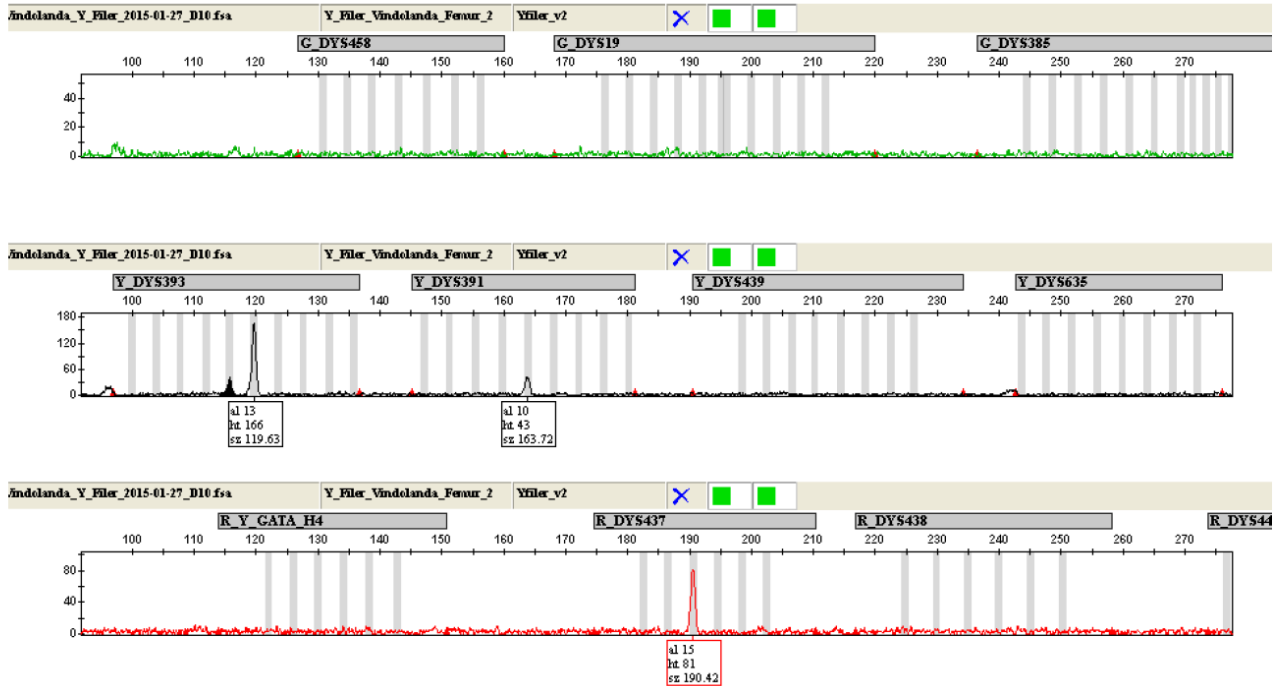 Vindolanda_Y_Filer_2015-01-27_D10.fsa Y_Filer_Vindolanda_Femur_2 Yfiler_v2
G_DYS458 G_DYS19 G_DYS385
100 110 120 130 140 150 160 170 180 190 200 210 220 230 240 250 260 270
40
20
0
Vindolanda_Y_Filer_2015-01-27_D10.fsa Y_Filer_Vindolanda_Femur_2 Yfiler_v2
Y_DYS393 Y_DYS391 Y_DYS439 Y_DYS635
100 110 120 130 140 150 160 170 180 190 200 210 220 230 240 250 260 270
180
120
60
0
al 13
ht 166
sz 119.63
al 10
ht 43
sz 163.72
Vindolanda_Y_Filer_2015-01-27_D10.fsa Y_Filer_Vindolanda_Femur_2 Yfiler_v2
R_Y_GATA_H4 R_DYS437 R_DYS438 R_DYS44
100 110 120 130 140 150 160 170 180 190 200 210 220 230 240 250 260 270
80
40
0
al 15
ht 81
sz 190.42